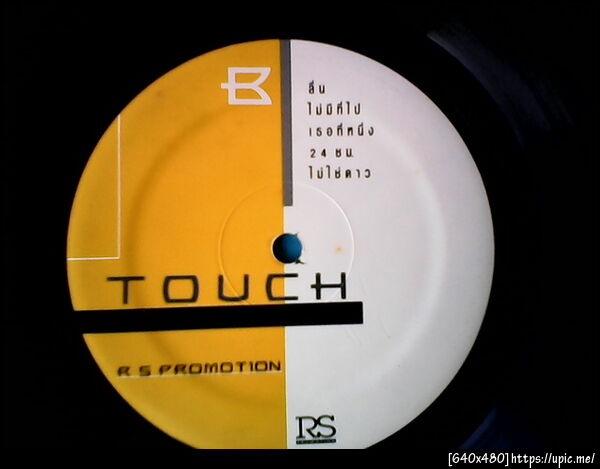 B
ลื่น
ไม่มีที่ไป
เธอที่หนึ่ง
24 ชม.
ไม่ใช่ดาว
TOUCH
R S PROMOTION
RS
[640x480]https://upic.me/